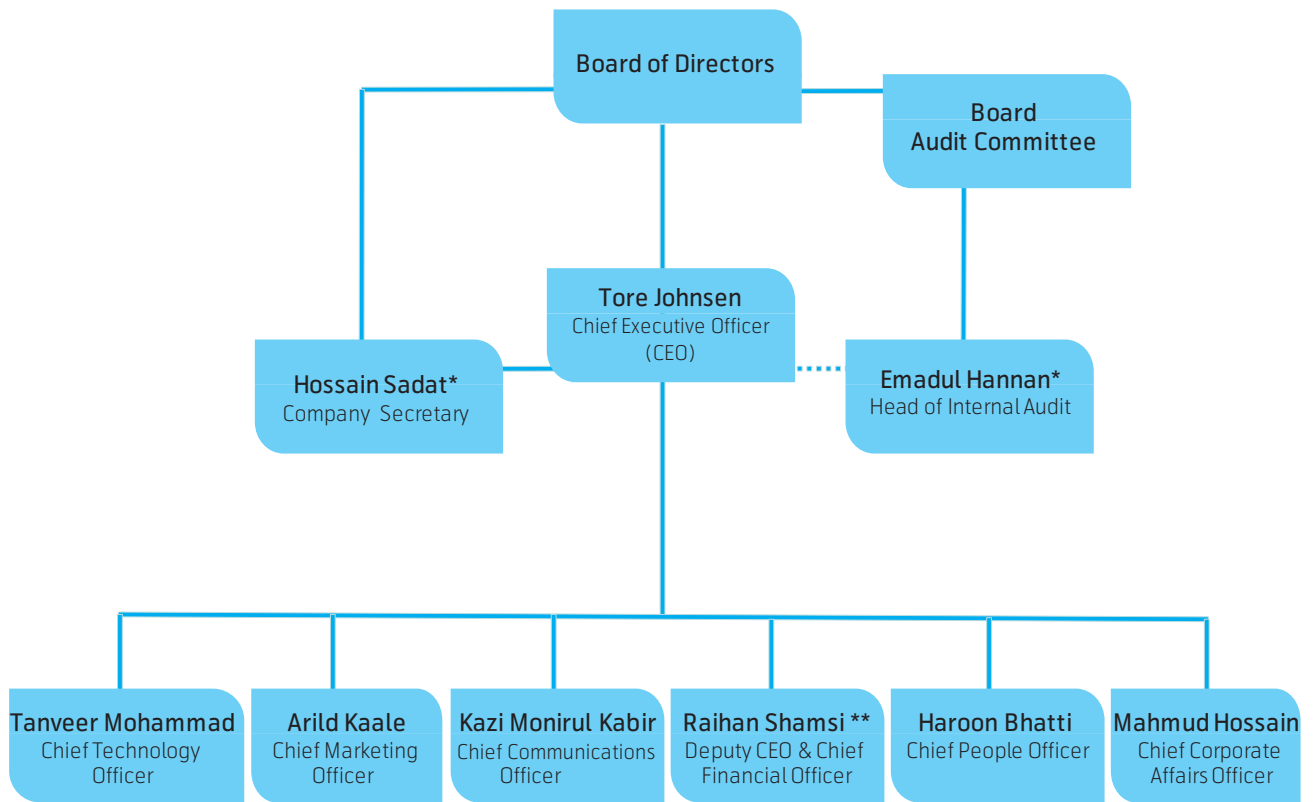 Board of Directors
Board
Audit Committee
Tore Johnsen
Chief Executive Officer
(CEO)
Hossain Sadat*
Company Secretary
Emadul Hannan*
Head of Internal Audit
Tanveer Mohammad
Chief Technology
Officer
Arild Kaale
Chief Marketing
Officer
Kazi Monirul Kabir
Chief Communications
Officer
Raihan Shamsi **
Deputy CEO & Chief
Financial Officer
Haroon Bhatti
Chief People Officer
Mahmud Hossain
Chief Corporate
Affairs Officer